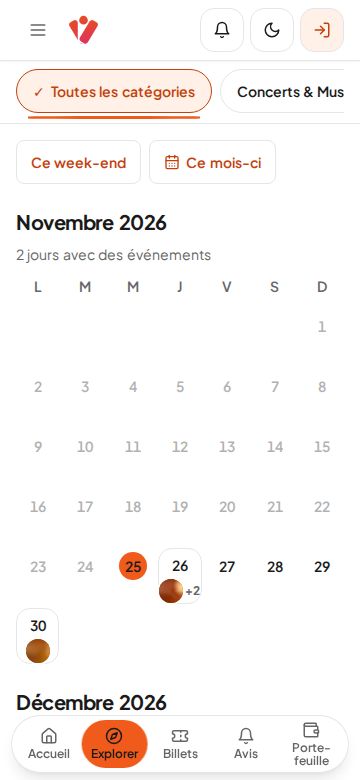 ✓ Toutes les catégories Concerts & Mus
Ce week-end Ce mois-ci
Novembre 2026
2 jours avec des événements
L M M J V S D
1
2 3 4 5 6 7 8
9 10 11 12 13 14 15
16 17 18 19 20 21 22
23 24 25 26 27 28 29
+2
30
Décembre 2026
Accueil Explorer Billets Avis Porte-
feuille